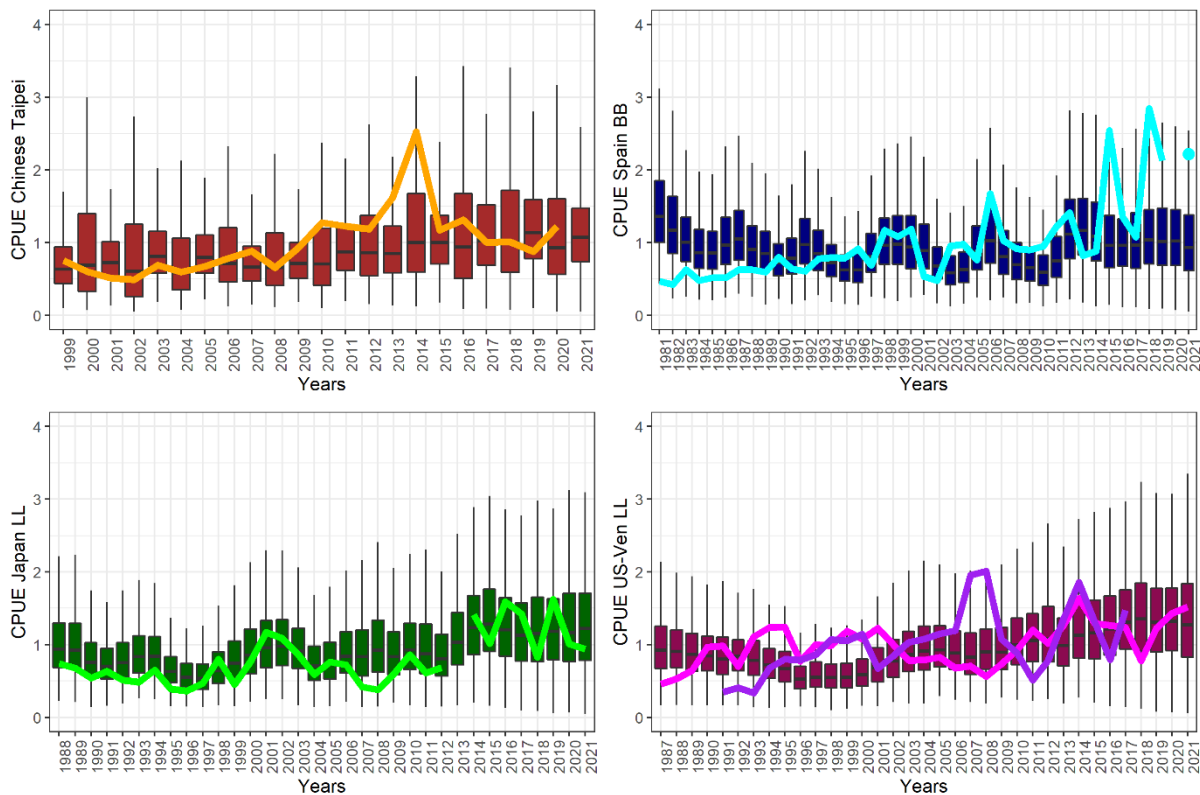 CPUE Chinese Taipei
4
3
2
1
0
1999 2000 2001 2002 2003 2004 2005 2006 2007 2008 2009 2010 2011 2012 2013 2014 2015 2016 2017 2018 2019 2020 2021
Years
CPUE Spain BB
4
3
2
1
0
1981 1982 1983 1984 1985 1986 1987 1988 1989 1990 1991 1992 1993 1994 1995 1996 1997 1998 1999 2000 2001 2002 2003 2004 2005 2006 2007 2008 2009 2010 2011 2012 2013 2014 2015 2016 2017 2018 2019 2020 2021
Years
CPUE Japan LL
4
3
2
1
0
1988 1989 1990 1991 1992 1993 1994 1995 1996 1997 1998 1999 2000 2001 2002 2003 2004 2005 2006 2007 2008 2009 2010 2011 2012 2013 2014 2015 2016 2017 2018 2019 2020 2021
Years
CPUE US-Ven LL
4
3
2
1
0
1987 1988 1989 1990 1991 1992 1993 1994 1995 1996 1997 1998 1999 2000 2001 2002 2003 2004 2005 2006 2007 2008 2009 2010 2011 2012 2013 2014 2015 2016 2017 2018 2019 2020 2021
Years